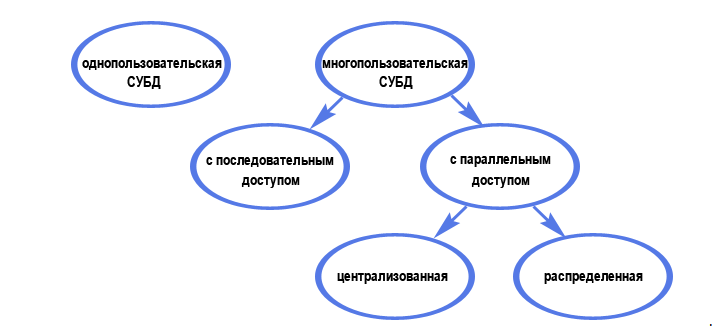 однопользовательская
СУБД
многопользовательская
СУБД
с последовательным
доступом
с параллельным
доступом
централизованная
распределенная